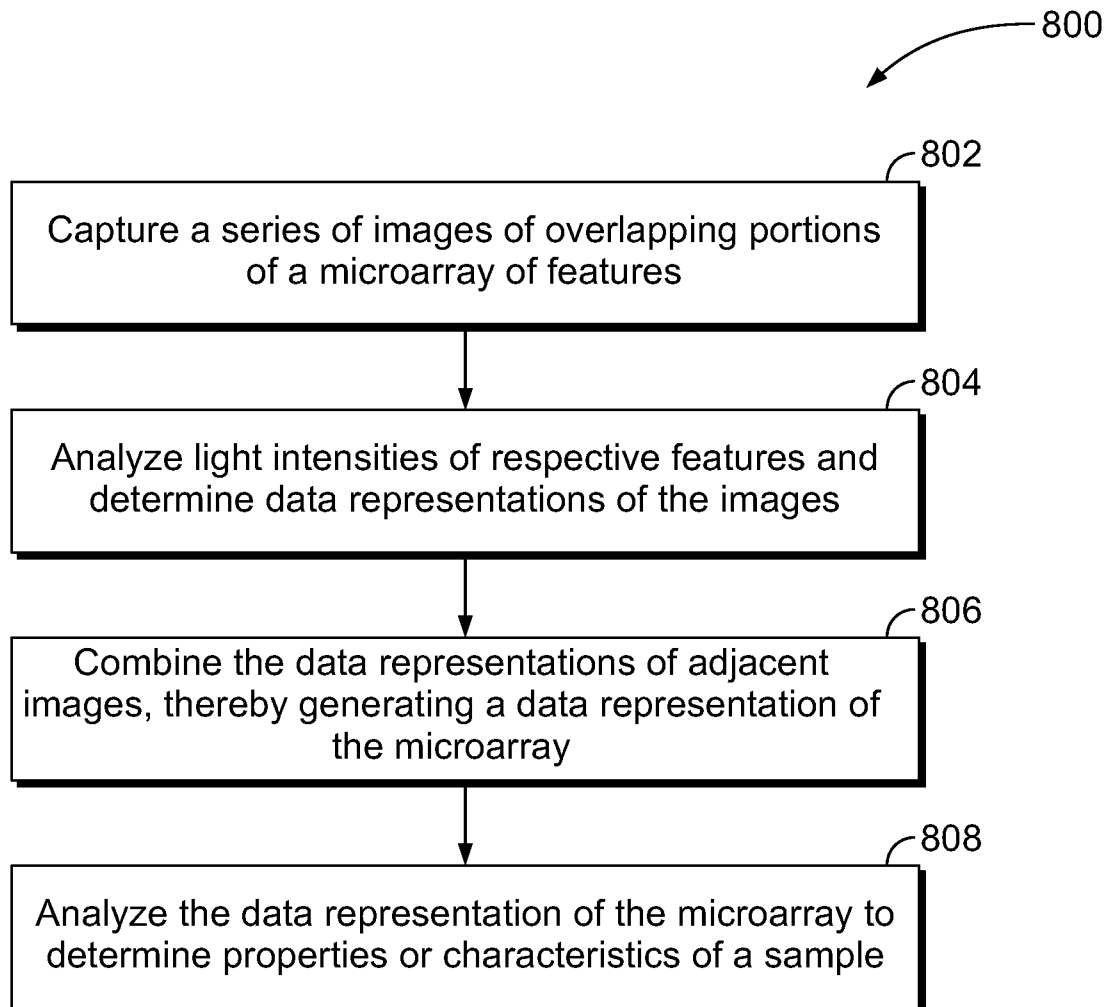 800
802
Capture a series of images of overlapping portions
of a microarray of features
804
Analyze light intensities of respective features and
determine data representations of the images
806
Combine the data representations of adjacent
images, thereby generating a data representation of
the microarray
808
Analyze the data representation of the microarray to
determine properties or characteristics of a sample